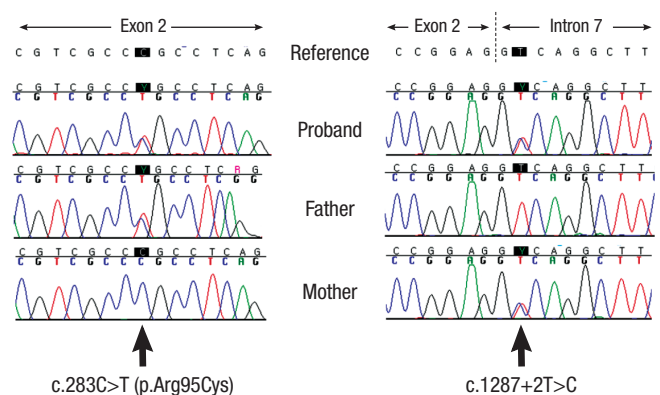 Exon 2
C G T C G C C C G C C T C A G
C G T C G C C Y G C C T C A G
C G T C G C C T G C C T C A G
C G T C G C C Y G C C T C R G
C G T C G C C T G C C T C G G
C G T C G C C C G C C T C A G
C G T C G C C C G C C T C A G
c.283C>T (p.Arg95Cys)
Reference
Proband
Father
Mother
Exon 2 Intron 7
C C G G A G G T C A G G C T T
C C G G A G G Y C A G G C T T
C C G G A G G T C A G G C T T
C C G G A G G T C A G G C T T
C C G G A G G T C A G G C T T
C C G G A G G Y C A G G C T T
C C G G A G G T C A G G C T T
c.1287+2T>C